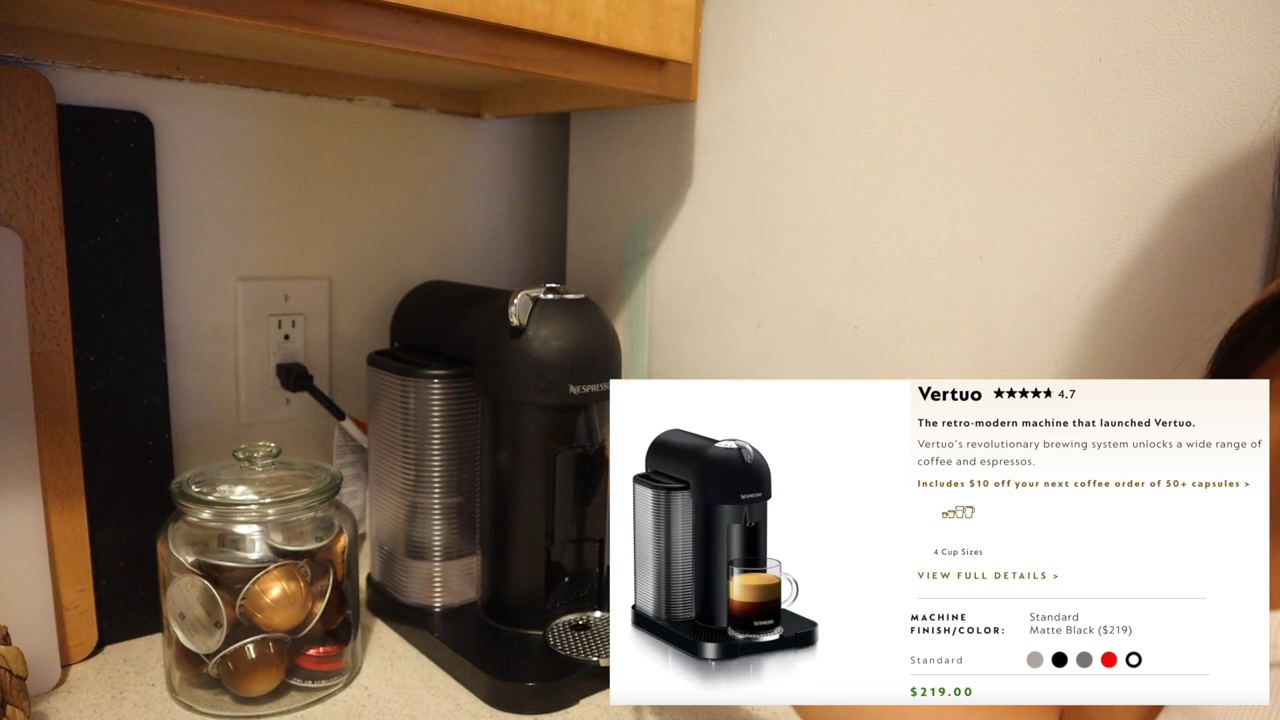 NESPRESSO
Vertuo ★★★★★ 4.7
The retro-modern machine that launched Vertuo.
Vertuo's revolutionary brewing system unlocks a wide range of
coffee and espressos.
Includes $10 off your next coffee order of 50+ capsules >
4 Cup Sizes
VIEW FULL DETAILS >
MACHINE
FINISH/COLOR:
Standard
Matte Black ($219)
Standard
$219.00
NESPRESSO
NESPRESSO